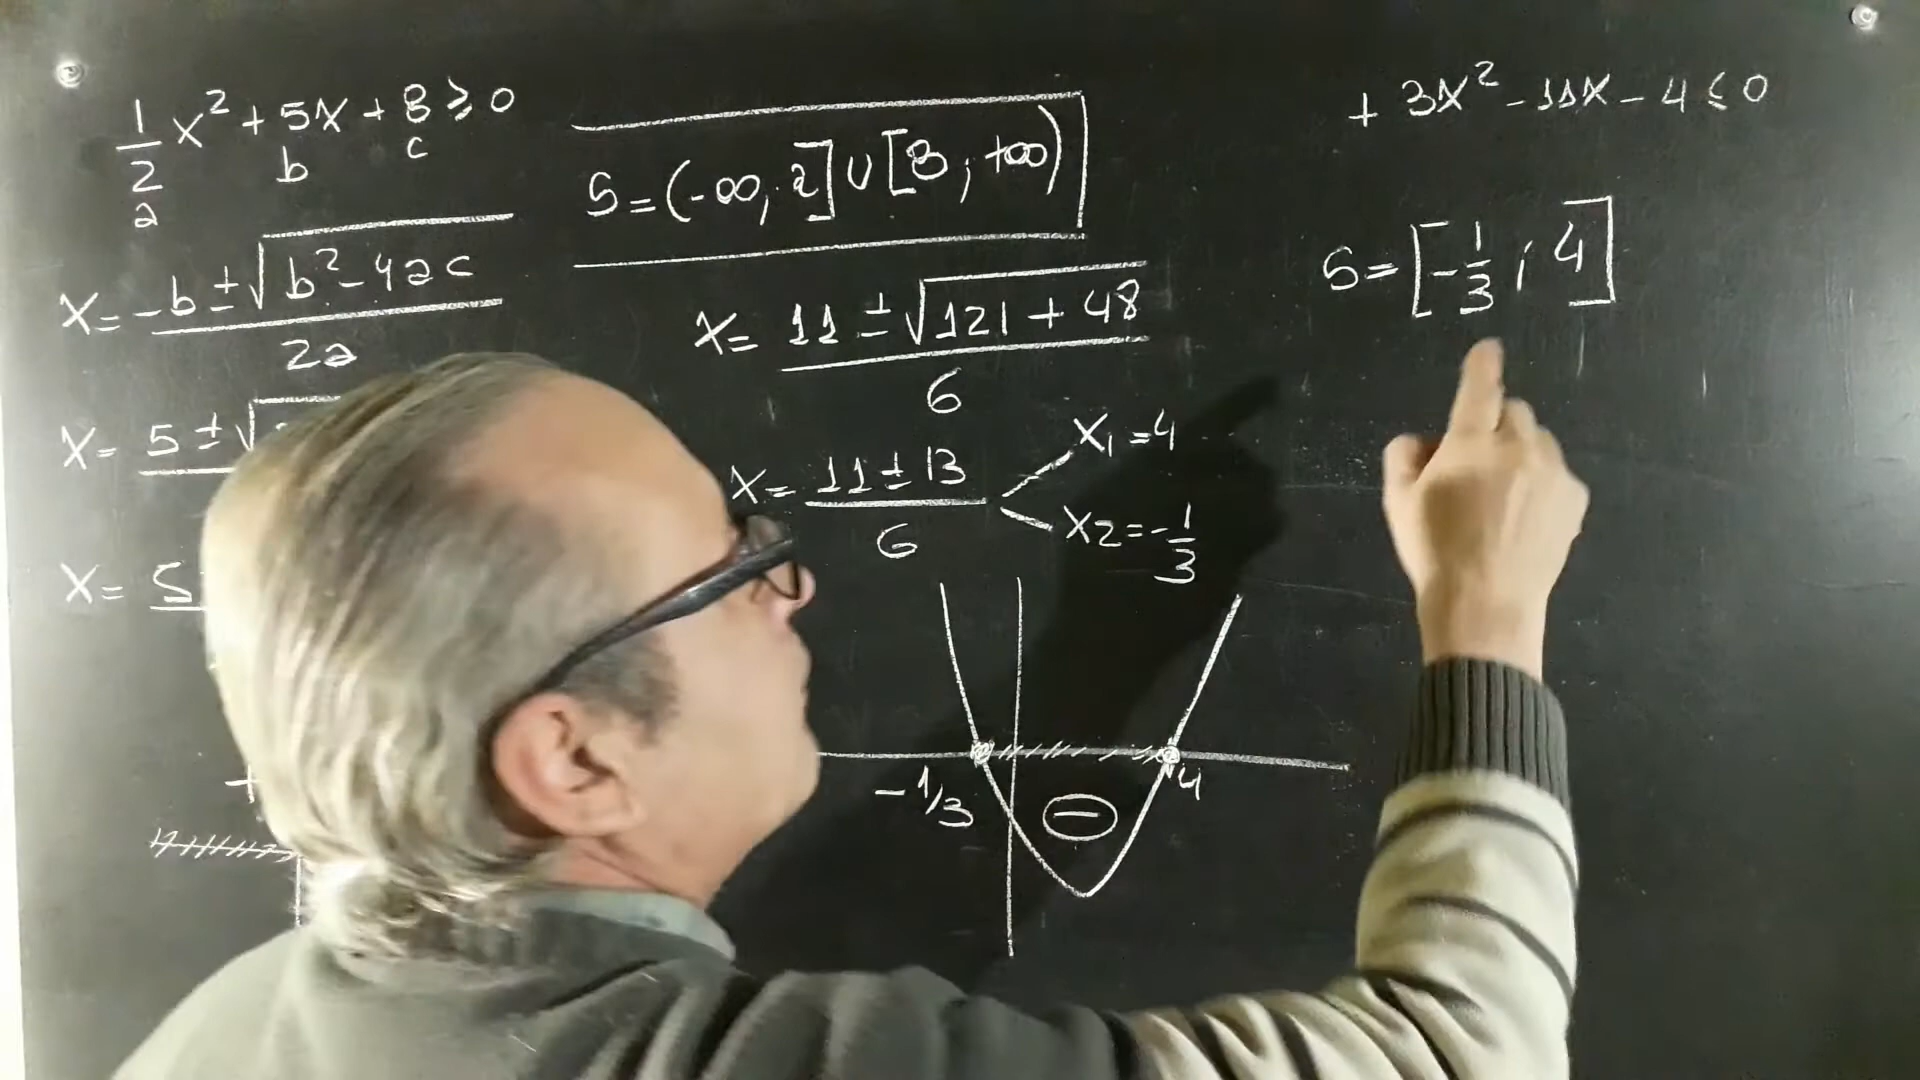 1/2 x² + 5x + 8 ≥ 0
a b c
x = -b ± √(b² - 4ac) / 2a
x = 5 ± √
x = 5
+
S = (-∞, 2] ∪ [8; +∞)
x = 11 ± √(121 + 48) / 6
x = 11 ± 13 / 6
x₁ = 4
x₂ = -1/3
-1/3
4
−
+ 3x² - 11x - 4 ≤ 0
S = [-1/3; 4]